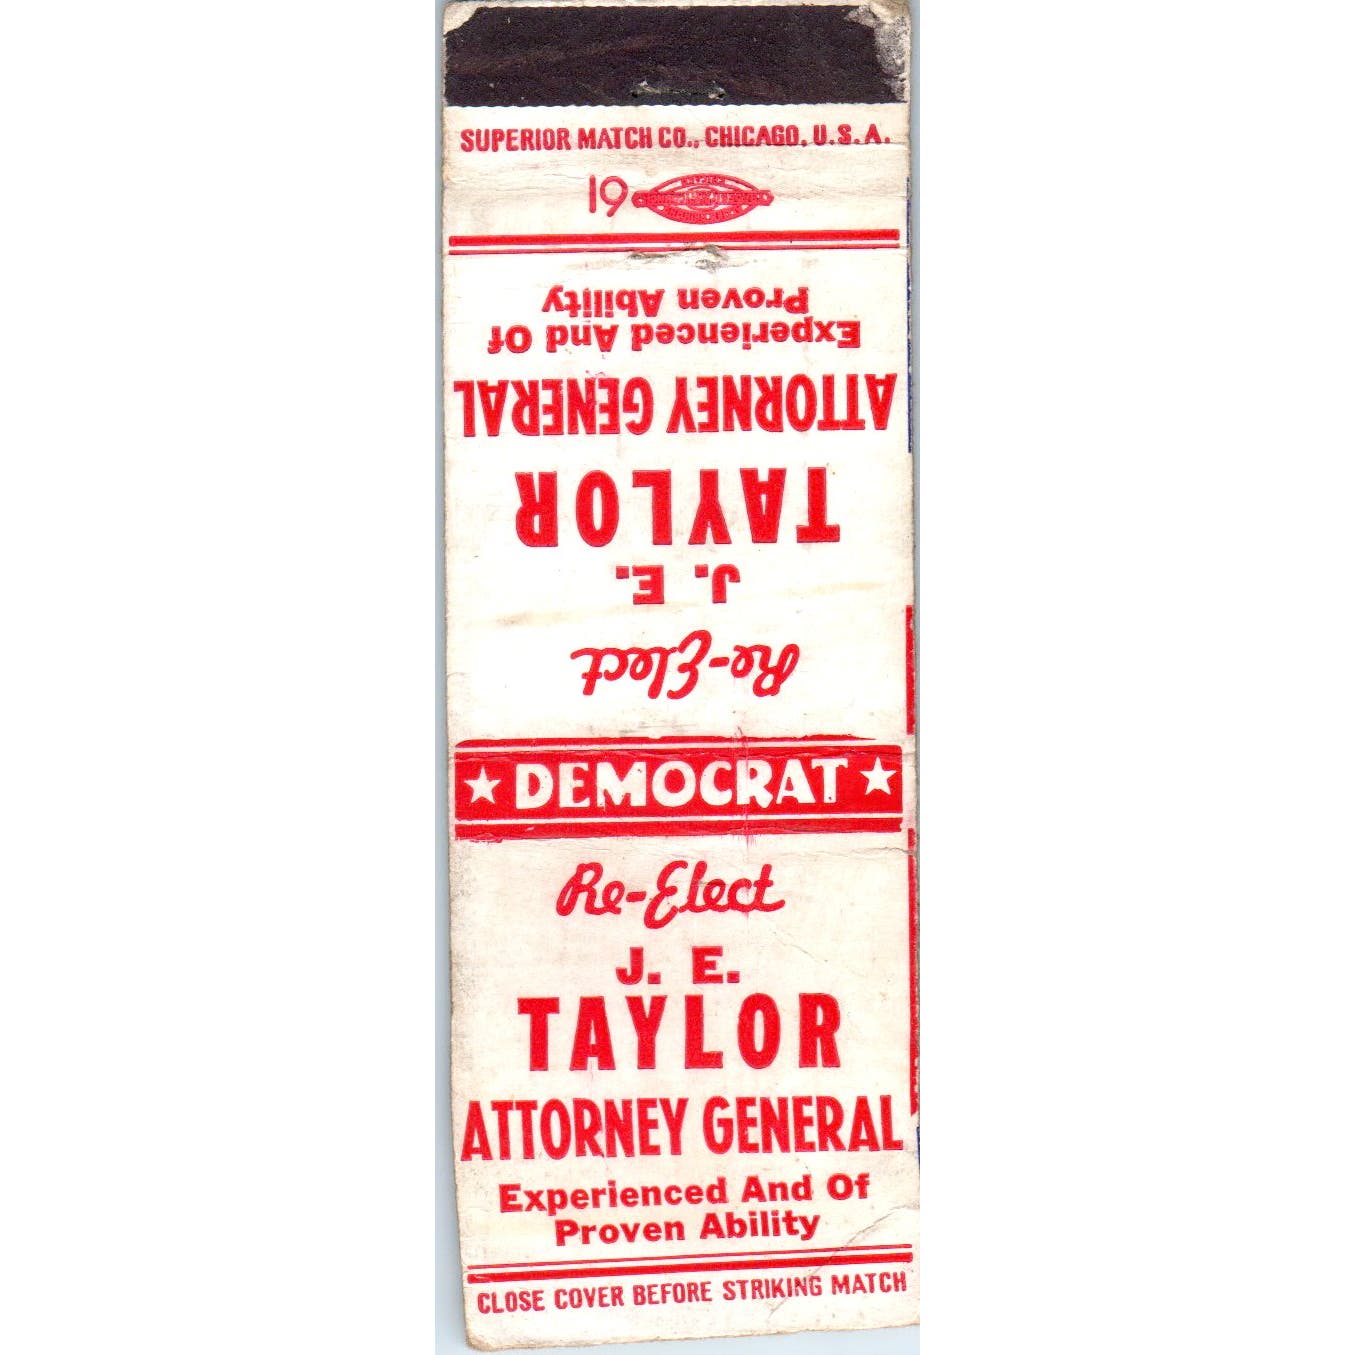 SUPERIOR MATCH CO., CHICAGO, U.S.A.
19
Re-Elect
J. E.
TAYLOR
ATTORNEY GENERAL
Experienced And Of
Proven Ability
DEMOCRAT
Re-Elect
J. E.
TAYLOR
ATTORNEY GENERAL
Experienced And Of
Proven Ability
CLOSE COVER BEFORE STRIKING MATCH